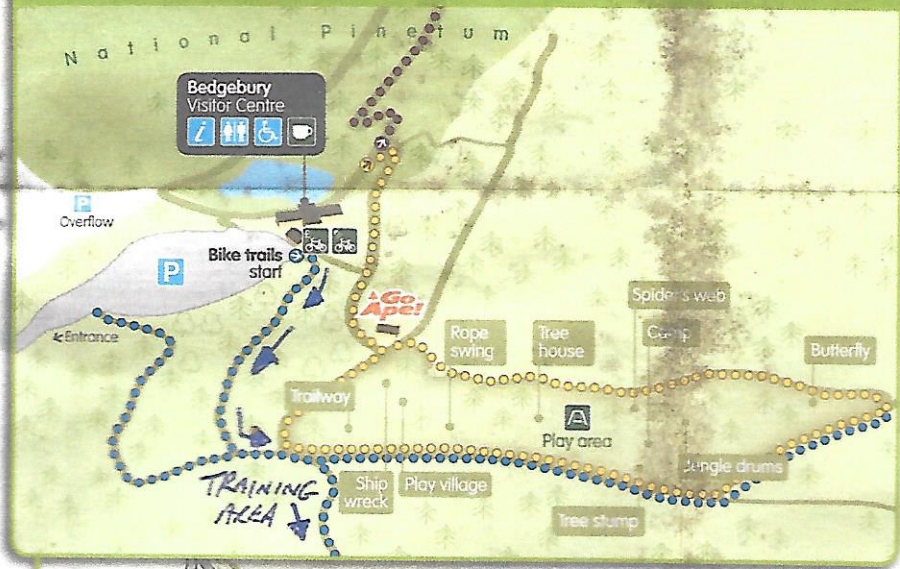 National Pinetum
Bedgebury
Visitor Centre
i
P
Overflow
Bike trails
start
P
Entrance
Go
Ape!
Spider's web
Rope
swing
Tree
house
Camp
Butterfly
Trailway
Play area
Jungle drums
Ship
wreck
Play village
TRAINING
AREA
Tree stump